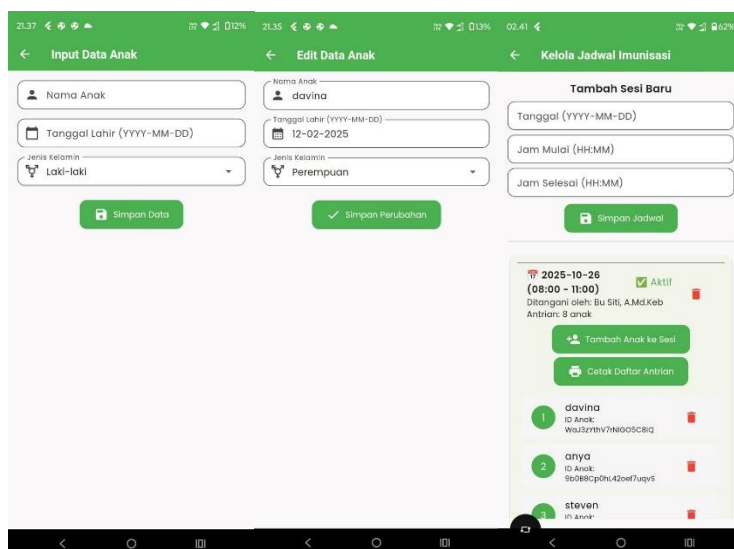 21.37
12%
Input Data Anak
Nama Anak
Tanggal Lahir (YYYY-MM-DD)
Jenis Kelamin
Laki-laki
Simpan Data
21.35
13%
Edit Data Anak
Nama Anak
davina
Tanggal Lahir (YYYY-MM-DD)
12-02-2025
Jenis Kelamin
Perempuan
Simpan Perubahan
02.41
62%
Kelola Jadwal Imunisasi
Tambah Sesi Baru
Tanggal (YYYY-MM-DD)
Jam Mulai (HH:MM)
Jam Selesai (HH:MM)
Simpan Jadwal
2025-10-26
(08:00 - 11:00)
Aktif
Ditangani oleh: Bu Siti, A.Md.Keb
Antrian: 8 anak
Tambah Anak ke Sesi
Cetak Daftar Antrian
1
davina
ID Anak:
2
anya
ID Anak:
3
steven
ID Anak: